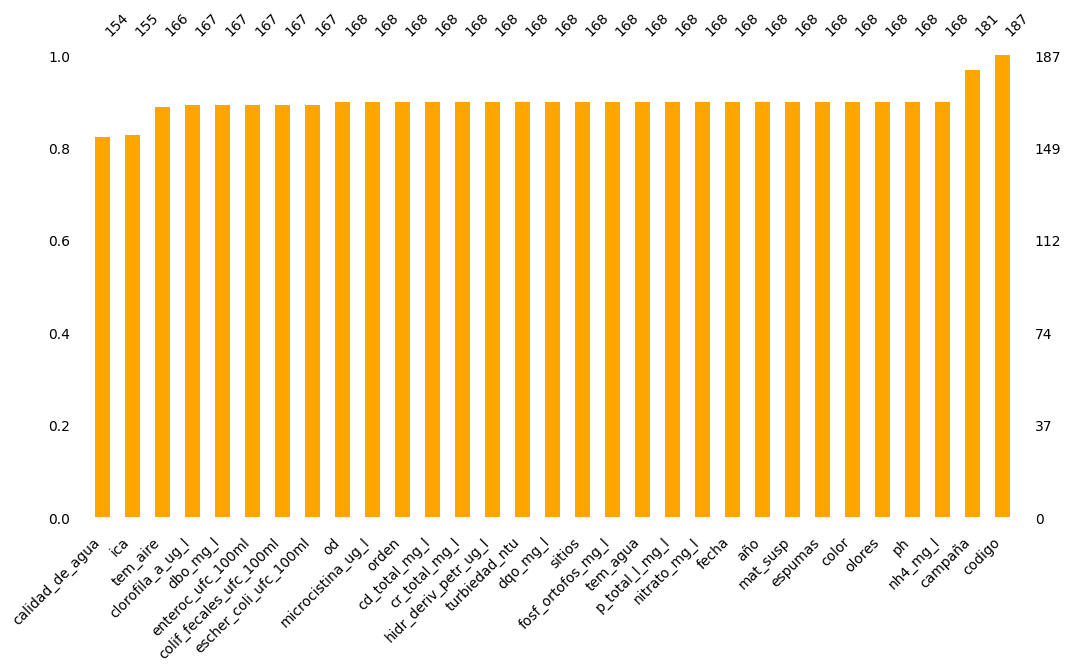 154 155 166 167 167 167 167 167 168 168 168 168 168 168 168 168 168 168 168 168 168 168 168 168 168 168 168 168 168 181 187
1.0 187
0.8 149
0.6 112
0.4 74
0.2 37
0.0 0
calidad_de_agua
ica
tem_aire
clorofila_a_ug_l
dbo_mg_l
enteroc_ufc_100ml
colif_fecales_ufc_100ml
escher_coli_ufc_100ml
od
microcistina_ug_l
orden
cd_total_mg_l
cr_total_mg_l
hidr_deriv_petr_ug_l
turbiedad_ntu
dqo_mg_l
sitios
fosf_ortofos_mg_l
tem_agua
p_total_l_mg_l
nitrato_mg_l
fecha
año
mat_susp
espumas
color
olores
ph
nh4_mg_l
campaña
codigo